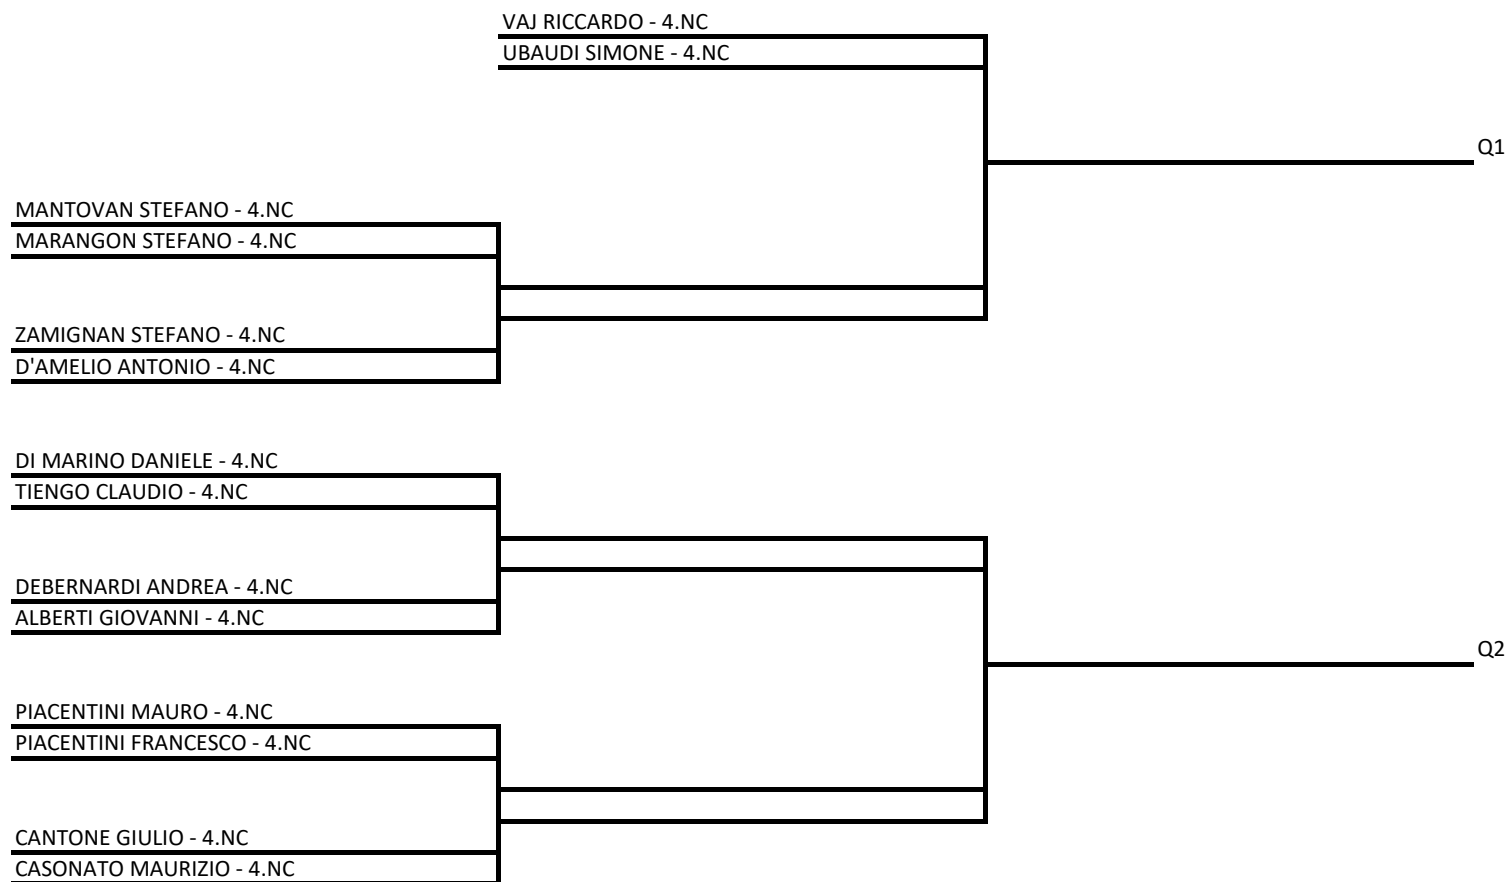 VAJ RICCARDO - 4.NC
UBAUDI SIMONE - 4.NC
Q1
MANTOVAN STEFANO - 4.NC
MARANGON STEFANO - 4.NC
ZAMIGNAN STEFANO - 4.NC
D'AMELIO ANTONIO - 4.NC
DI MARINO DANIELE - 4.NC
TIENGO CLAUDIO - 4.NC
DEBERNARDI ANDREA - 4.NC
ALBERTI GIOVANNI - 4.NC
Q2
PIACENTINI MAURO - 4.NC
PIACENTINI FRANCESCO - 4.NC
CANTONE GIULIO - 4.NC
CASONATO MAURIZIO - 4.NC